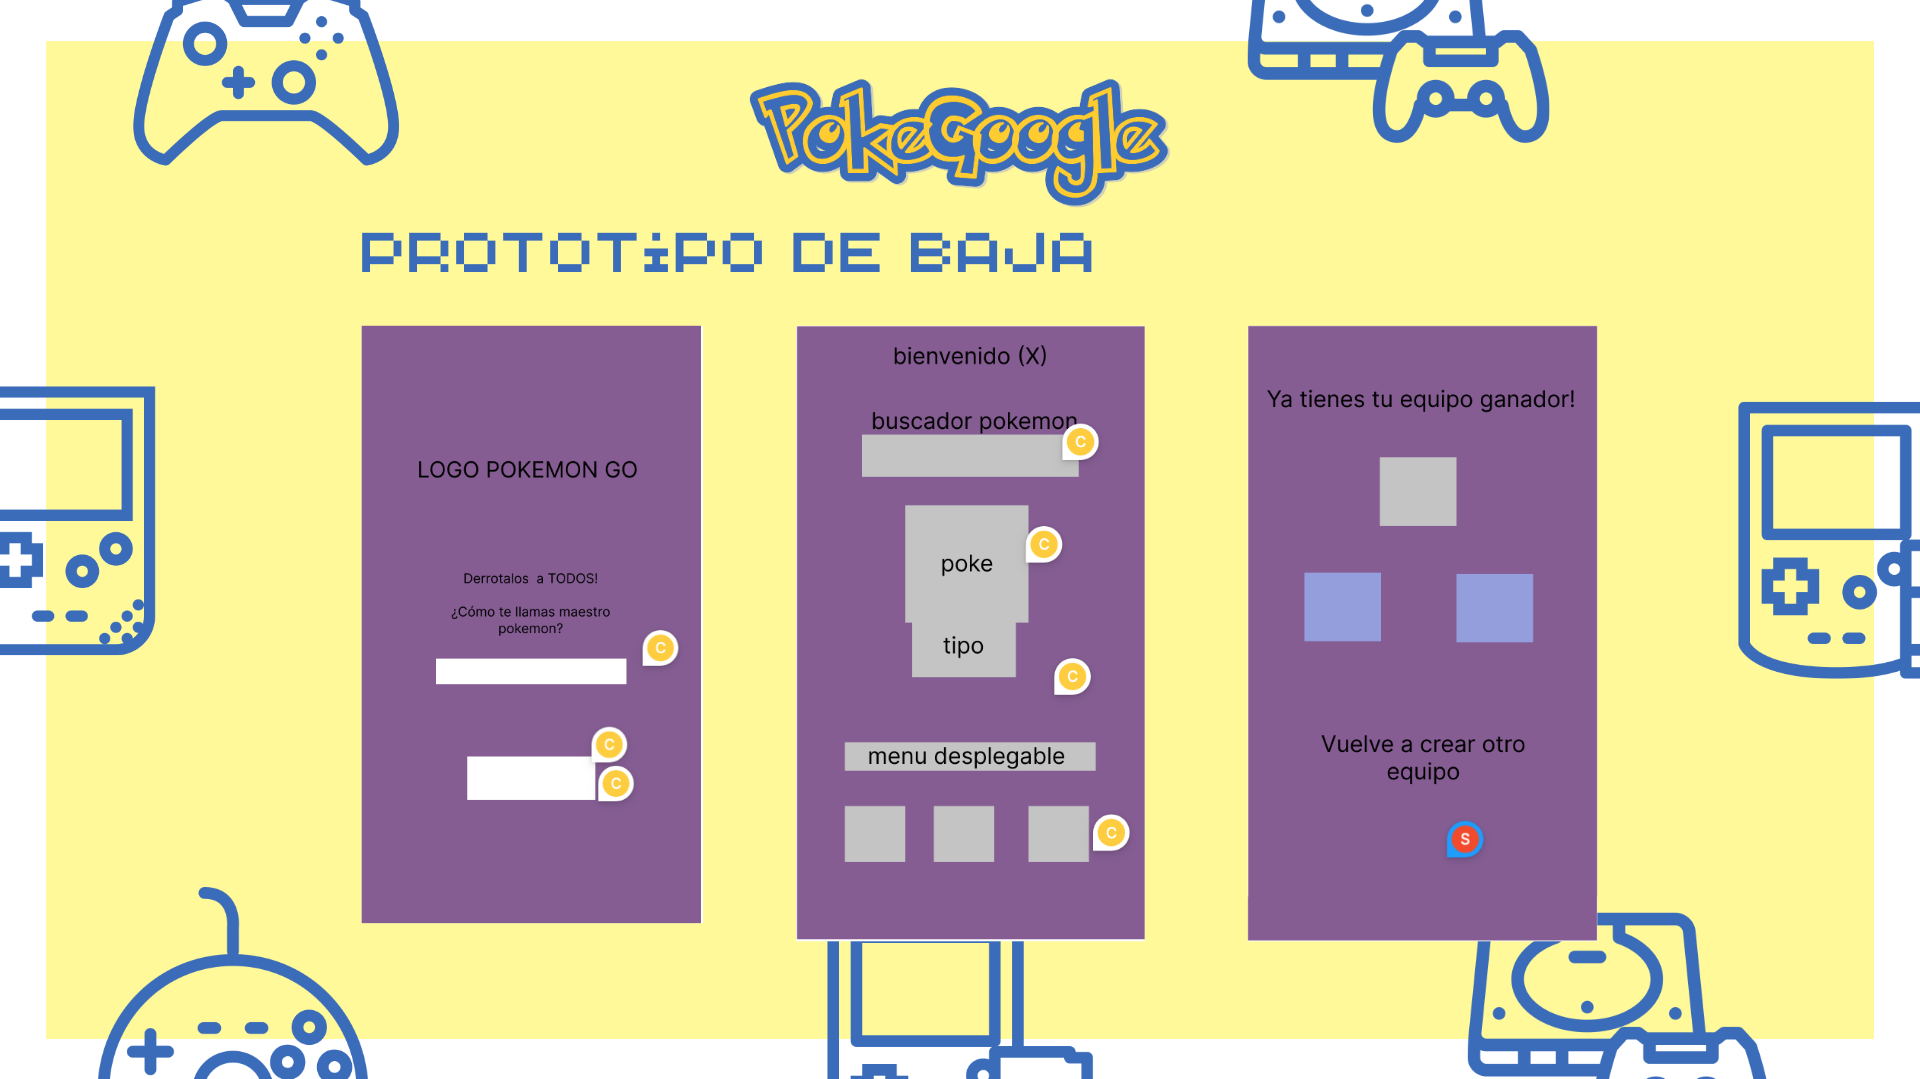 PokeGoogle
PROTOTiPO DE BAJA
LOGO POKEMON GO
Derrotalos a TODOS!
¿Cómo te llamas maestro
pokemon?
C
C
C
bienvenido (X)
buscador pokemon
C
poke
C
tipo
C
menu desplegable
C
Ya tienes tu equipo ganador!
Vuelve a crear otro
equipo
S